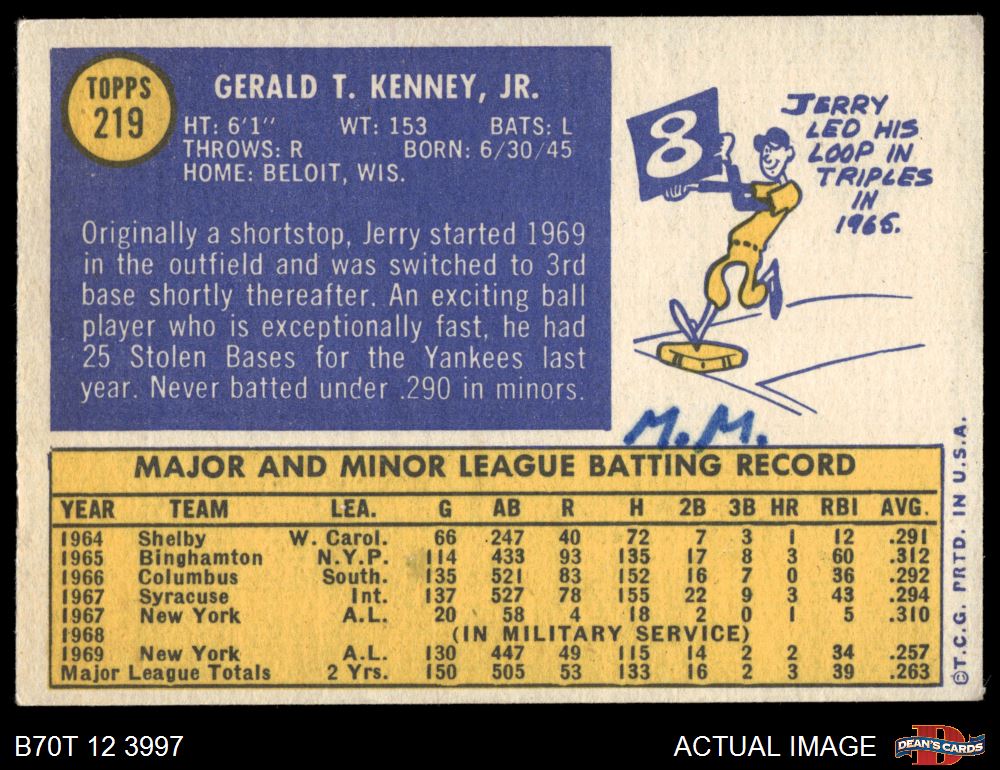 TOPPS
219
GERALD T. KENNEY, JR.
HT: 6'1" WT: 153 BATS: L
THROWS: R BORN: 6/30/45
HOME: BELOIT, WIS.
Originally a shortstop, Jerry started 1969
in the outfield and was switched to 3rd
base shortly thereafter. An exciting ball
player who is exceptionally fast, he had
25 Stolen Bases for the Yankees last
year. Never batted under .290 in minors.
8
JERRY
LED HIS
LOOP IN
TRIPLES
IN
1965.
M.M.
MAJOR AND MINOR LEAGUE BATTING RECORD
YEAR TEAM LEA. G AB R H 2B 3B HR RBI AVG.
1964 Shelby W. Carol. 66 247 40 72 7 3 1 12 .291
1965 Binghamton N.Y.P. 114 433 93 135 17 8 3 60 .312
1966 Columbus South. 135 521 83 152 16 7 0 36 .292
1967 Syracuse Int. 137 527 78 155 22 9 3 43 .294
1967 New York A.L. 20 58 4 18 2 0 1 5 .310
1968 (IN MILITARY SERVICE)
1969 New York A.L. 130 447 49 115 14 2 2 34 .257
Major League Totals 2 Yrs. 150 505 53 133 16 2 3 39 .263
©T.C.G. PRTD. IN U.S.A.
B70T 12 3997
ACTUAL IMAGE
D
DEAN'S CARDS